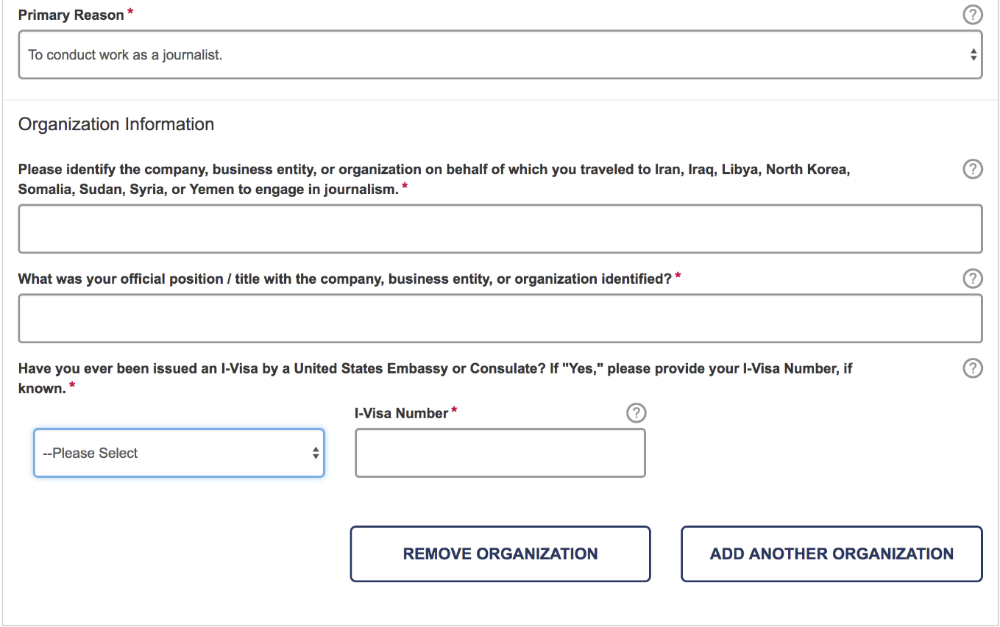 Primary Reason *
?
To conduct work as a journalist.
Organization Information
Please identify the company, business entity, or organization on behalf of which you traveled to Iran, Iraq, Libya, North Korea,
?
Somalia, Sudan, Syria, or Yemen to engage in journalism. *
What was your official position / title with the company, business entity, or organization identified? *
?
Have you ever been issued an I-Visa by a United States Embassy or Consulate? If "Yes," please provide your I-Visa Number, if
?
known. *
I-Visa Number *
?
--Please Select
REMOVE ORGANIZATION
ADD ANOTHER ORGANIZATION